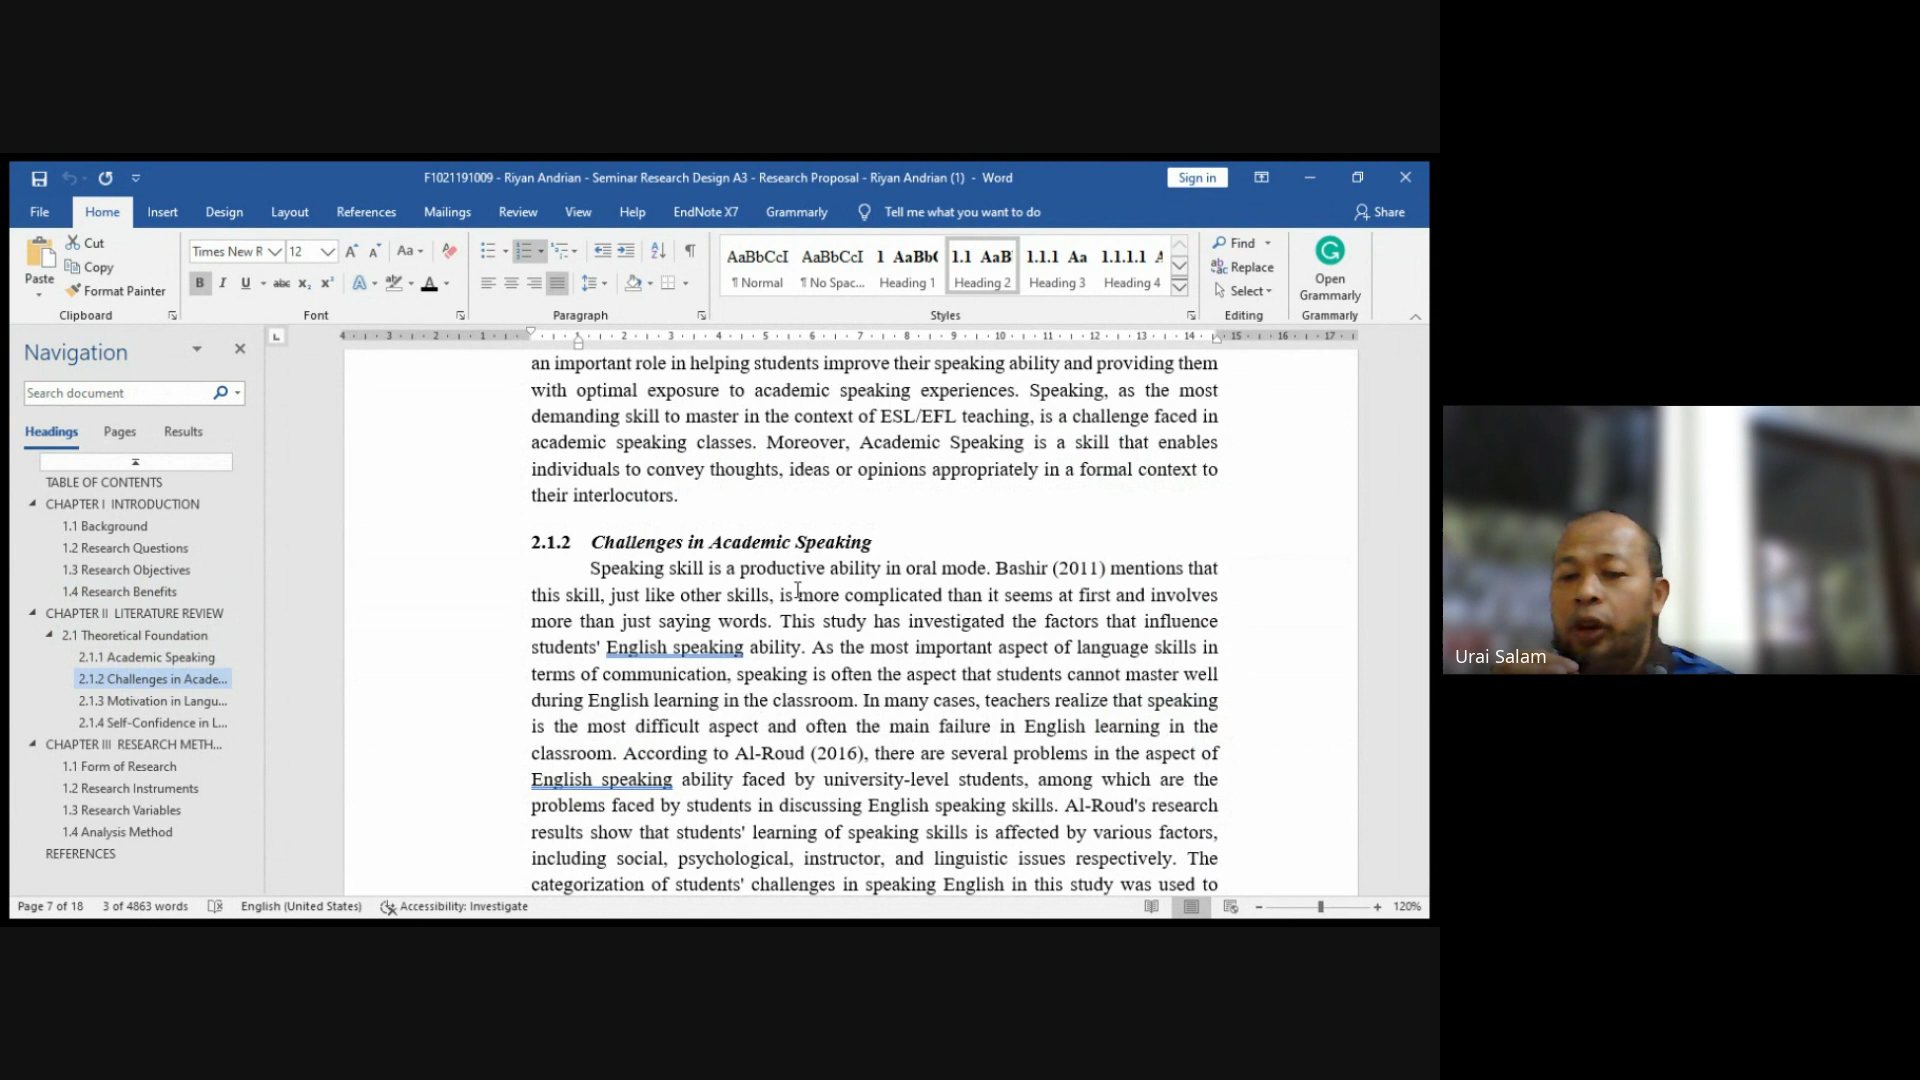 F1021191009 - Riyan Andrian - Seminar Research Design A3 - Research Proposal - Riyan Andrian (1) - Word
Sign in
File Home Insert Design Layout References Mailings Review View Help EndNote X7 Grammarly Tell me what you want to do Share
Paste
Cut
Copy
Format Painter
Clipboard
Times New R 12
Font
Paragraph
AaBbCcI AaBbCcI 1 AaBb( 1.1 AaB 1.1.1 Aa 1.1.1.1 A
¶ Normal ¶ No Spac... Heading 1 Heading 2 Heading 3 Heading 4
Styles
Find
Replace
Select
Editing
Open
Grammarly
Grammarly
4 3 2 1 1 2 3 4 5 6 7 8 9 10 11 12 13 14 15 16 17
Navigation
Search document
Headings Pages Results
TABLE OF CONTENTS
CHAPTER I INTRODUCTION
1.1 Background
1.2 Research Questions
1.3 Research Objectives
1.4 Research Benefits
CHAPTER II LITERATURE REVIEW
2.1 Theoretical Foundation
2.1.1 Academic Speaking
2.1.2 Challenges in Acade...
2.1.3 Motivation in Langu...
2.1.4 Self-Confidence in L...
CHAPTER III RESEARCH METH...
1.1 Form of Research
1.2 Research Instruments
1.3 Research Variables
1.4 Analysis Method
REFERENCES
an important role in helping students improve their speaking ability and providing them
with optimal exposure to academic speaking experiences. Speaking, as the most
demanding skill to master in the context of ESL/EFL teaching, is a challenge faced in
academic speaking classes. Moreover, Academic Speaking is a skill that enables
individuals to convey thoughts, ideas or opinions appropriately in a formal context to
their interlocutors.
2.1.2 Challenges in Academic Speaking
Speaking skill is a productive ability in oral mode. Bashir (2011) mentions that
this skill, just like other skills, is more complicated than it seems at first and involves
more than just saying words. This study has investigated the factors that influence
students' English speaking ability. As the most important aspect of language skills in
terms of communication, speaking is often the aspect that students cannot master well
during English learning in the classroom. In many cases, teachers realize that speaking
is the most difficult aspect and often the main failure in English learning in the
classroom. According to Al-Roud (2016), there are several problems in the aspect of
English speaking ability faced by university-level students, among which are the
problems faced by students in discussing English speaking skills. Al-Roud's research
results show that students' learning of speaking skills is affected by various factors,
including social, psychological, instructor, and linguistic issues respectively. The
categorization of students' challenges in speaking English in this study was used to
Page 7 of 18 3 of 4863 words English (United States) Accessibility: Investigate 120%
Urai Salam